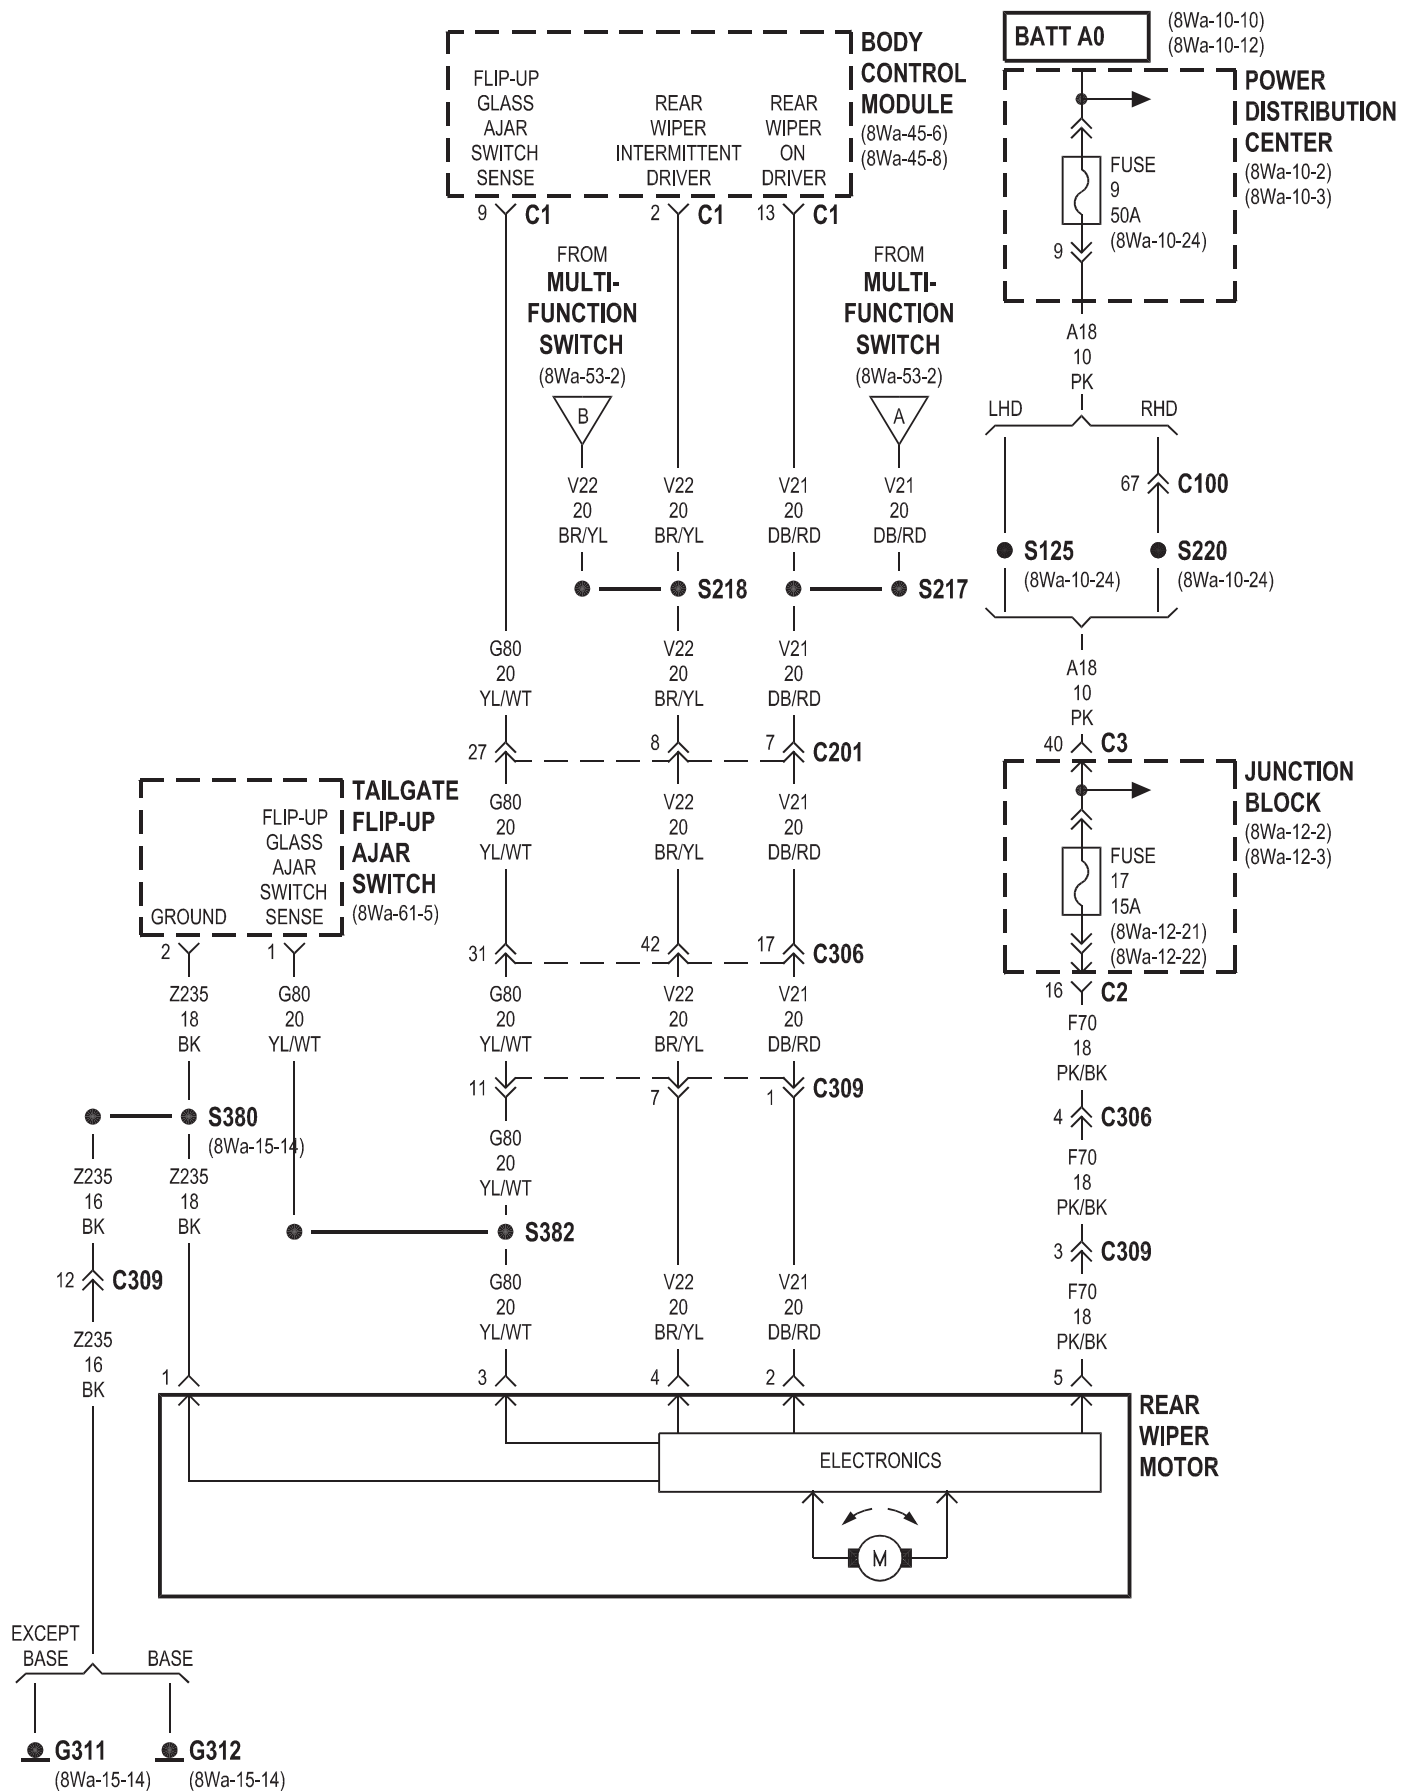 BATT A0
(8Wa-10-10)
(8Wa-10-12)
BODY
CONTROL
MODULE
(8Wa-45-6)
(8Wa-45-8)
FLIP-UP
GLASS
AJAR
SWITCH
SENSE
REAR
WIPER
INTERMITTENT
DRIVER
REAR
WIPER
ON
DRIVER
POWER
DISTRIBUTION
CENTER
(8Wa-10-2)
(8Wa-10-3)
FUSE
9
50A
(8Wa-10-24)
9
9 C1
2 C1
13 C1
FROM
MULTI-
FUNCTION
SWITCH
(8Wa-53-2)
B
FROM
MULTI-
FUNCTION
SWITCH
(8Wa-53-2)
A
A18
10
PK
LHD
RHD
67 C100
S125
(8Wa-10-24)
S220
(8Wa-10-24)
V22
20
BR/YL
V22
20
BR/YL
V21
20
DB/RD
V21
20
DB/RD
S218
S217
G80
20
YL/WT
V22
20
BR/YL
V21
20
DB/RD
A18
10
PK
27
8
7
C201
40 C3
JUNCTION
BLOCK
(8Wa-12-2)
(8Wa-12-3)
FUSE
17
15A
(8Wa-12-21)
(8Wa-12-22)
16 C2
TAILGATE
FLIP-UP
AJAR
SWITCH
(8Wa-61-5)
GROUND
FLIP-UP
GLASS
AJAR
SWITCH
SENSE
2
1
G80
20
YL/WT
V22
20
BR/YL
V21
20
DB/RD
31
42
17
C306
Z235
18
BK
G80
20
YL/WT
G80
20
YL/WT
V22
20
BR/YL
V21
20
DB/RD
F70
18
PK/BK
11
7
1
C309
4 C306
S380
(8Wa-15-14)
Z235
16
BK
Z235
18
BK
G80
20
YL/WT
F70
18
PK/BK
S382
3 C309
12 C309
Z235
16
BK
G80
20
YL/WT
V22
20
BR/YL
V21
20
DB/RD
F70
18
PK/BK
1
3
4
2
5
REAR
WIPER
MOTOR
ELECTRONICS
M
EXCEPT
BASE
BASE
G311
(8Wa-15-14)
G312
(8Wa-15-14)